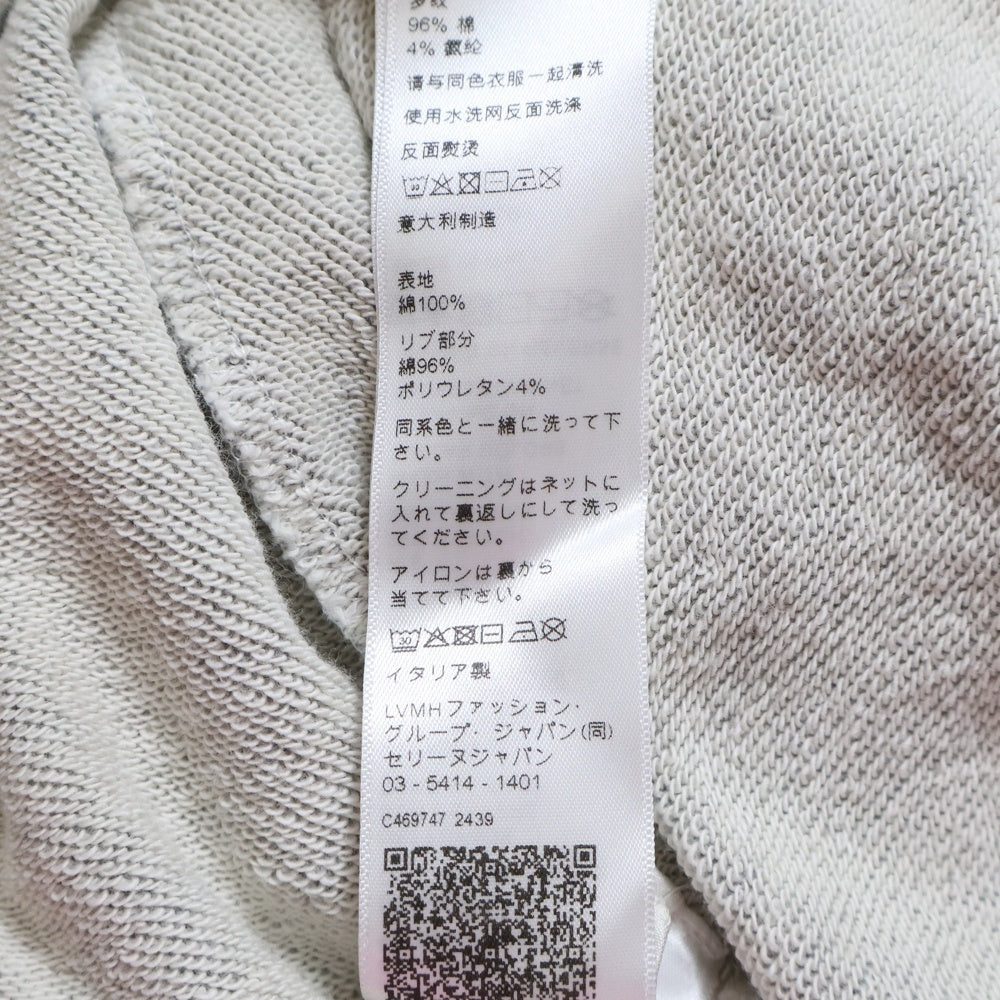 96% 棉
4% 氨纶
请与同色衣服一起清洗
使用水洗网反面洗涤
反面熨烫
意大利制造
表地
綿100%
リブ部分
綿96%
ポリウレタン4%
同系色と一緒に洗って下
さい。
クリーニングはネットに
入れて裏返しにして洗っ
てください。
アイロンは裏から
当てて下さい。
30
イタリア製
LVMHファッション・
グループ・ジャパン(同)
セリーヌジャパン
03 - 5414 - 1401
C469747 2439